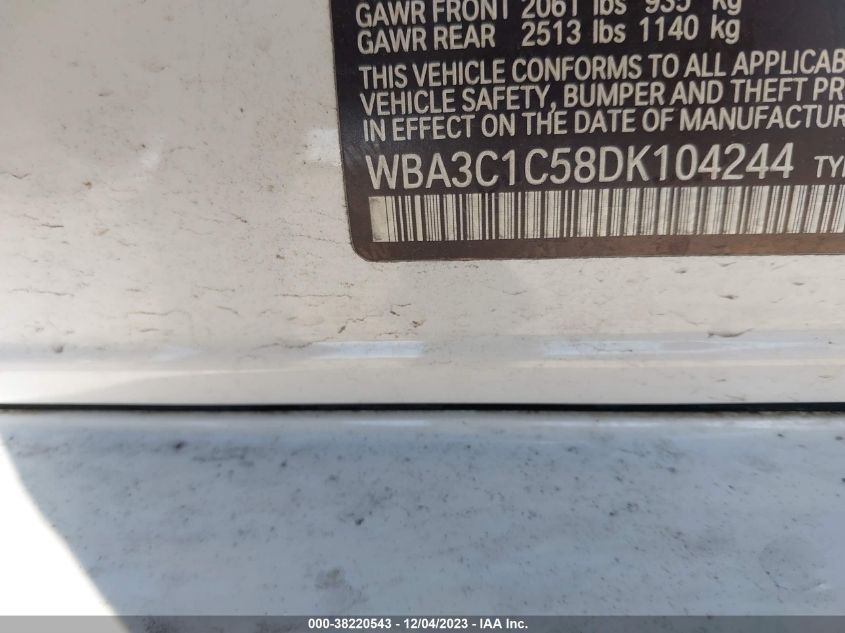 GAWR FRONT 2061 lbs 935 kg
GAWR REAR 2513 lbs 1140 kg
THIS VEHICLE CONFORMS TO ALL APPLICAB
VEHICLE SAFETY, BUMPER AND THEFT PR
IN EFFECT ON THE DATE OF MANUFACTUR
WBA3C1C58DK104244 TYP
000-38220543 - 12/04/2023 - IAA Inc.